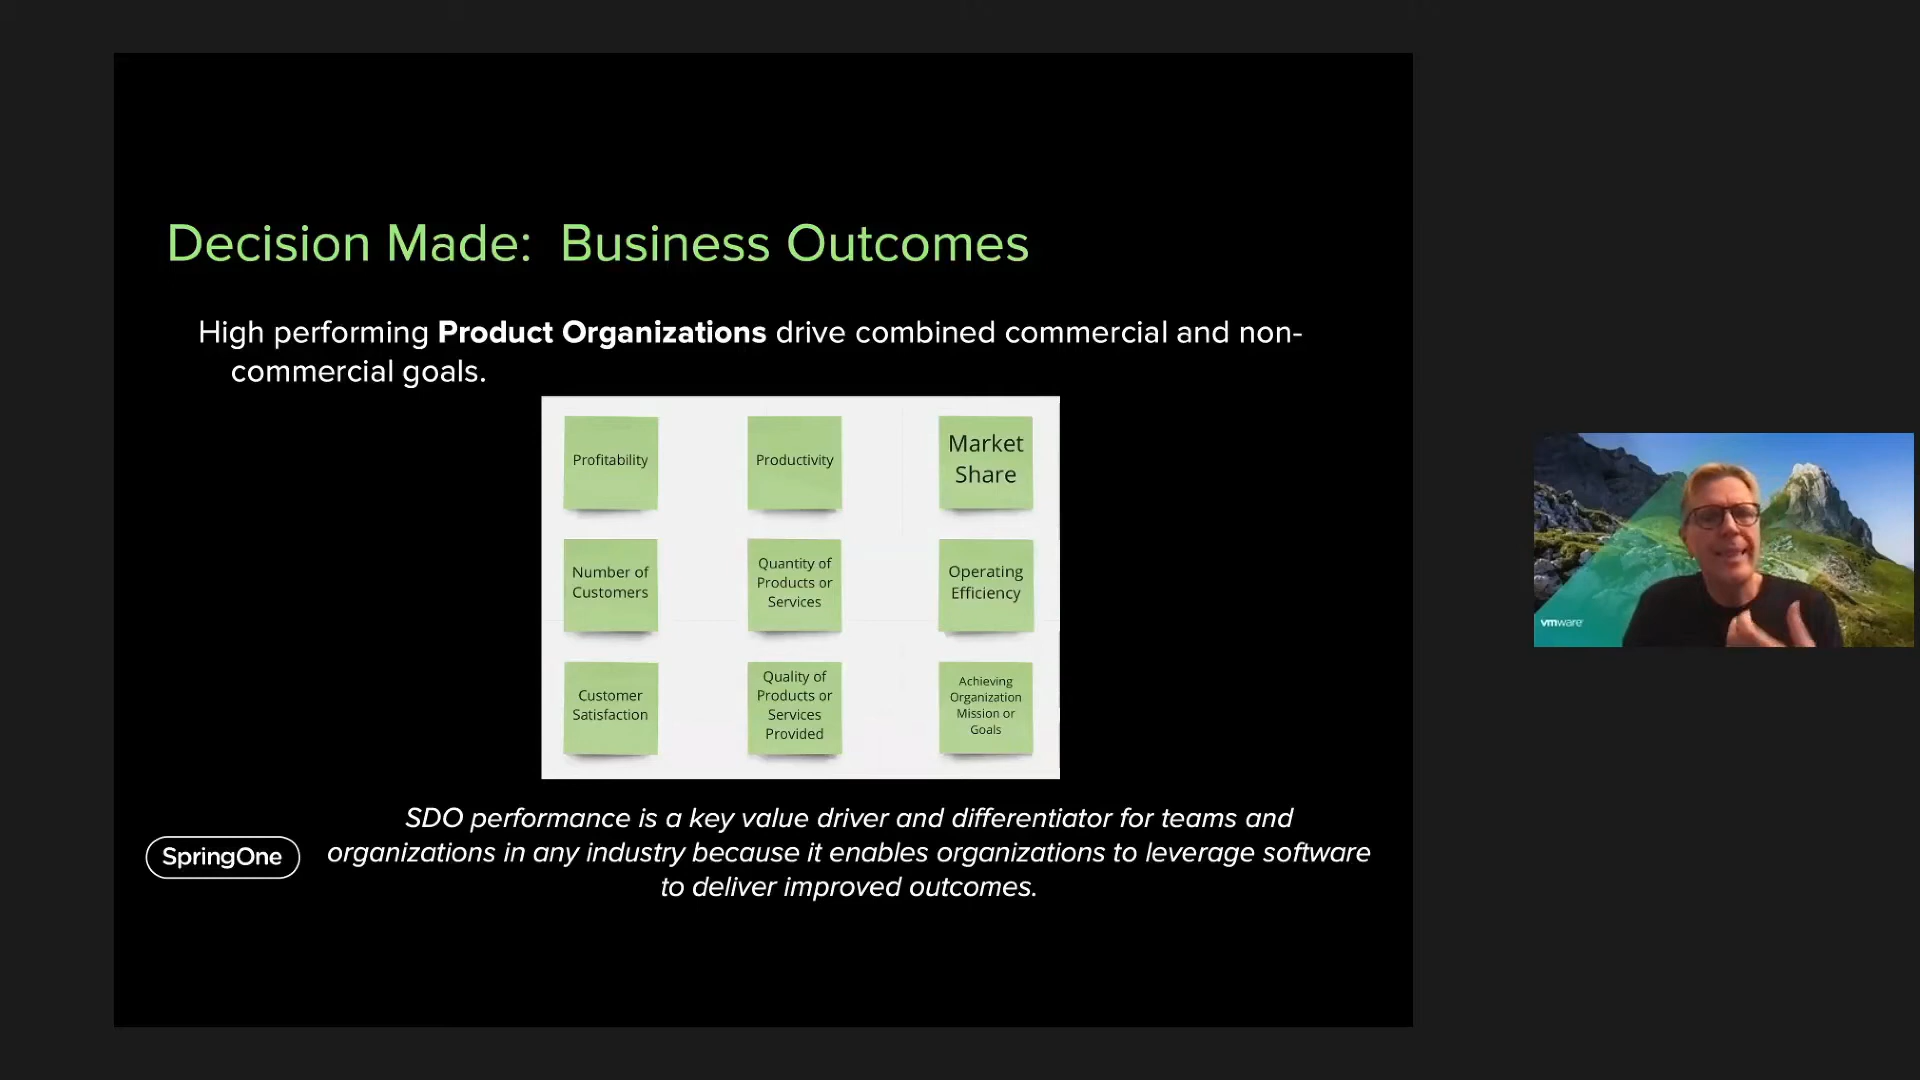 Decision Made:  Business Outcomes
High performing Product Organizations drive combined commercial and non-
commercial goals.
Profitability
Productivity
Market
Share
Number of
Customers
Quantity of
Products or
Services
Operating
Efficiency
Customer
Satisfaction
Quality of
Products or
Services
Provided
Achieving
Organization
Mission or
Goals
SDO performance is a key value driver and differentiator for teams and
organizations in any industry because it enables organizations to leverage software
to deliver improved outcomes.
SpringOne
vmware